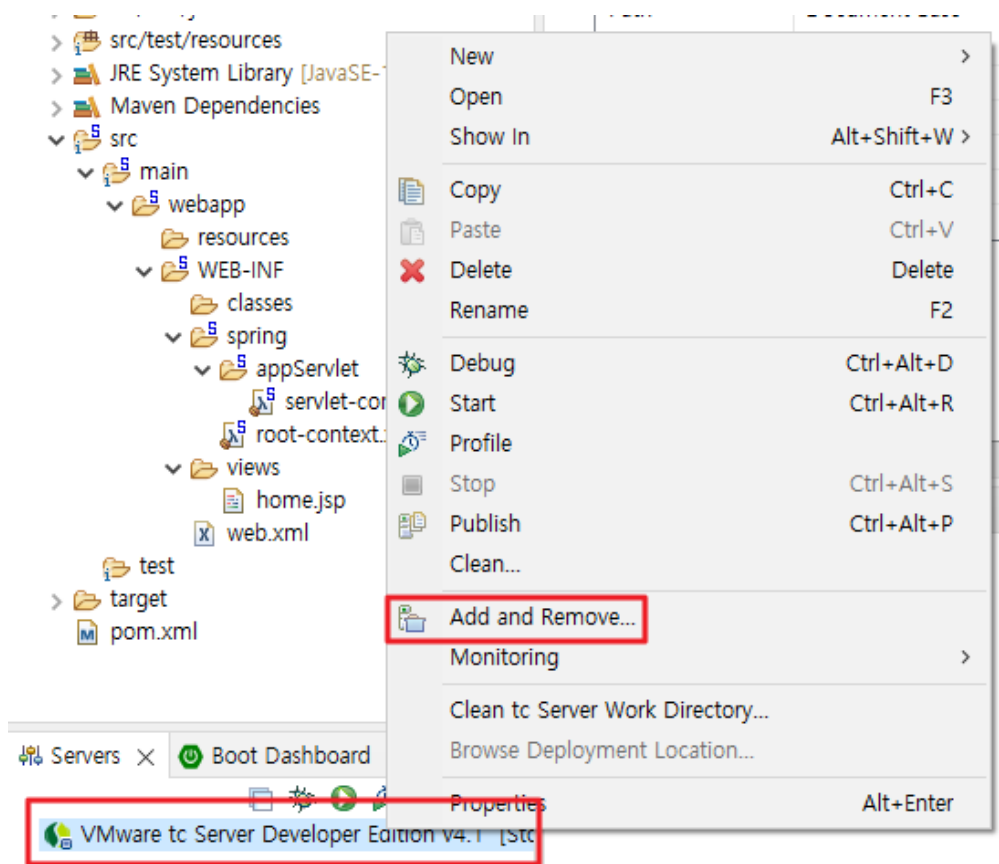 src/test/resources
JRE System Library [JavaSE-
Maven Dependencies
src
main
webapp
resources
WEB-INF
classes
spring
appServlet
servlet-con
root-context.
views
home.jsp
web.xml
test
target
pom.xml
New
Open F3
Show In Alt+Shift+W >
Copy Ctrl+C
Paste Ctrl+V
Delete Delete
Rename F2
Debug Ctrl+Alt+D
Start Ctrl+Alt+R
Profile
Stop Ctrl+Alt+S
Publish Ctrl+Alt+P
Clean...
Add and Remove...
Monitoring
Clean tc Server Work Directory...
Browse Deployment Location...
Properties Alt+Enter
Servers
Boot Dashboard
VMware tc Server Developer Edition v4.1 [Sto